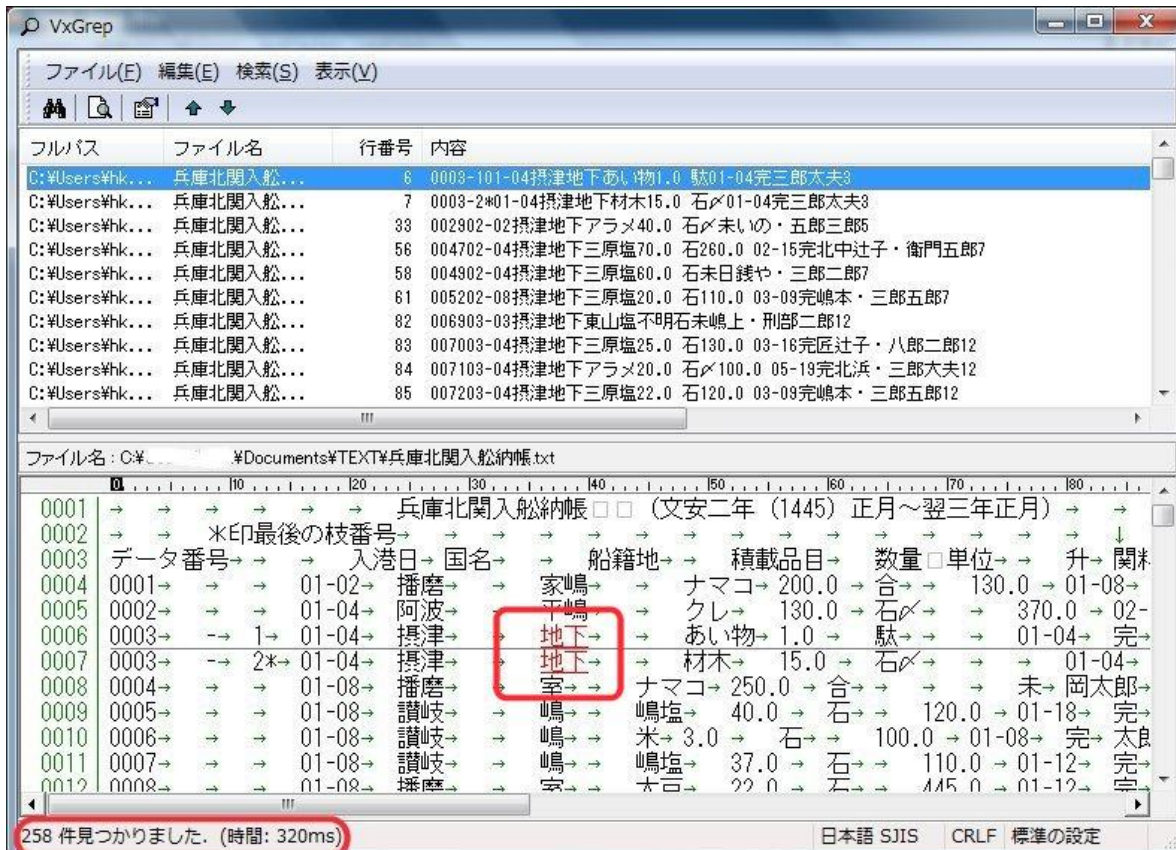 VxGrep
ファイル(F) 編集(E) 検索(S) 表示(V)
フルパス ファイル名 行番号 内容
C:¥Users¥hk... 兵庫北関入舩... 6 0003-101-04摂津地下あい物1.0 駄01-04完三郎太夫3
C:¥Users¥hk... 兵庫北関入舩... 7 0003-2*01-04摂津地下材木15.0 石〆01-04完三郎太夫3
C:¥Users¥hk... 兵庫北関入舩... 33 002902-02摂津地下アラメ40.0 石〆未いの・五郎三郎5
C:¥Users¥hk... 兵庫北関入舩... 56 004702-04摂津地下三原塩70.0 石260.0 02-15完北中辻子・衛門五郎7
C:¥Users¥hk... 兵庫北関入舩... 58 004902-04摂津地下三原塩60.0 石未日銭や・三郎二郎7
C:¥Users¥hk... 兵庫北関入舩... 61 005202-08摂津地下三原塩20.0 石110.0 03-09完嶋本・三郎五郎7
C:¥Users¥hk... 兵庫北関入舩... 82 006903-03摂津地下東山塩不明石未嶋上・刑部二郎12
C:¥Users¥hk... 兵庫北関入舩... 83 007003-04摂津地下三原塩25.0 石130.0 03-16完匠辻子・八郎二郎12
C:¥Users¥hk... 兵庫北関入舩... 84 007103-04摂津地下アラメ20.0 石〆100.0 05-19完北浜・三郎太夫12
C:¥Users¥hk... 兵庫北関入舩... 85 007203-04摂津地下三原塩22.0 石120.0 03-09完嶋本・三郎五郎12
ファイル名 : C:¥ ¥Documents¥TEXT¥兵庫北関入舩納帳.txt
0 10 20 30 40 50 60 70 80
0001 → → → → → → 兵庫北関入舩納帳□□ (文安二年 (1445) 正月～翌三年正月) → →
0002 → → ※印最後の枝番号→ → → → → → → → → → → → ↓
0003 データ番号→ → → 入港日→ 国名→ → 船籍地→ → 積載品目→ 数量□単位→ → 升→ 関料
0004 0001→ → → 01-02→ 播磨→ → 家嶋→ → ナマコ→ 200.0 → 合→ → 130.0 → 01-08→
0005 0002→ → → 01-04→ 阿波→ → 平嶋→ → クレ→ 130.0 → 石〆→ → 370.0 → 02-
0006 0003→ -→ 1→ 01-04→ 摂津→ → 地下→ → あい物→ 1.0 → 駄→ → → 01-04→ 完→
0007 0003→ -→ 2*→ 01-04→ 摂津→ → 地下→ → 材木→ 15.0 → 石〆→ → → 01-04→
0008 0004→ → → 01-08→ 播磨→ → 室→ → ナマコ→ 250.0 → 合→ → → → 未→ 岡太郎→
0009 0005→ → → 01-08→ 讃岐→ → 嶋→ → 嶋塩→ 40.0 → 石→ → 120.0 → 01-18→ 完→
0010 0006→ → → 01-08→ 讃岐→ → 嶋→ → 米→ 3.0 → 石→ → 100.0 → 01-08→ 完→ 太郎
0011 0007→ → → 01-08→ 讃岐→ → 嶋→ → 嶋塩→ 37.0 → 石→ → 110.0 → 01-12→ 完→
0012 0008→ → → 01-08→ 播磨→ → 室→ → 大豆→ 22.0 → 石→ → 445.0 → 01-12→ 完→
258 件見つかりました. (時間: 320ms) 日本語 SJIS CRLF 標準の設定